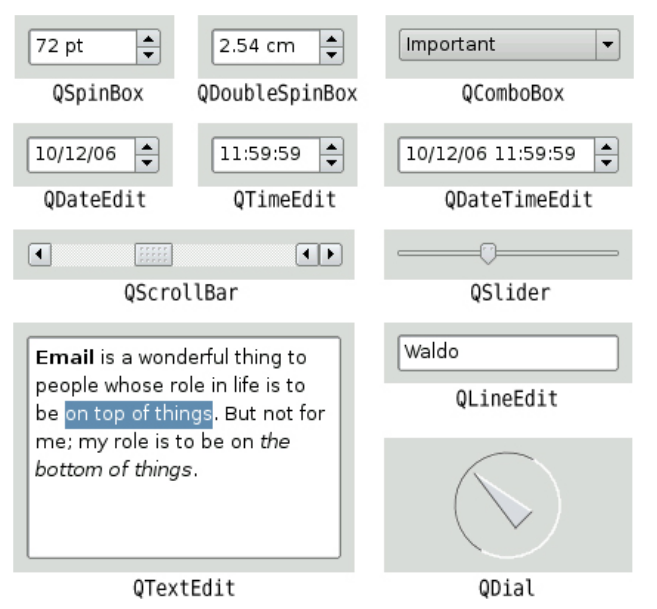 72 pt
2.54 cm
Important
QSpinBox
QDoubleSpinBox
QComboBox
10/12/06
11:59:59
10/12/06 11:59:59
QDateEdit
QTimeEdit
QDateTimeEdit
QScrollBar
QSlider
Email is a wonderful thing to
people whose role in life is to
be on top of things. But not for
me; my role is to be on the
bottom of things.
Waldo
QLineEdit
QTextEdit
QDial